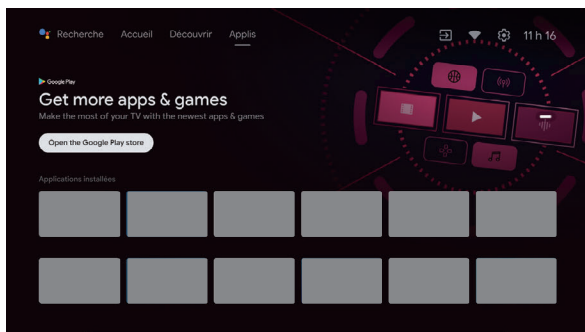 Recherche Accueil Découvrir Applis 11 h 16
Google Play
Get more apps & games
Make the most of your TV with the newest apps & games
Open the Google Play store
Applications installées